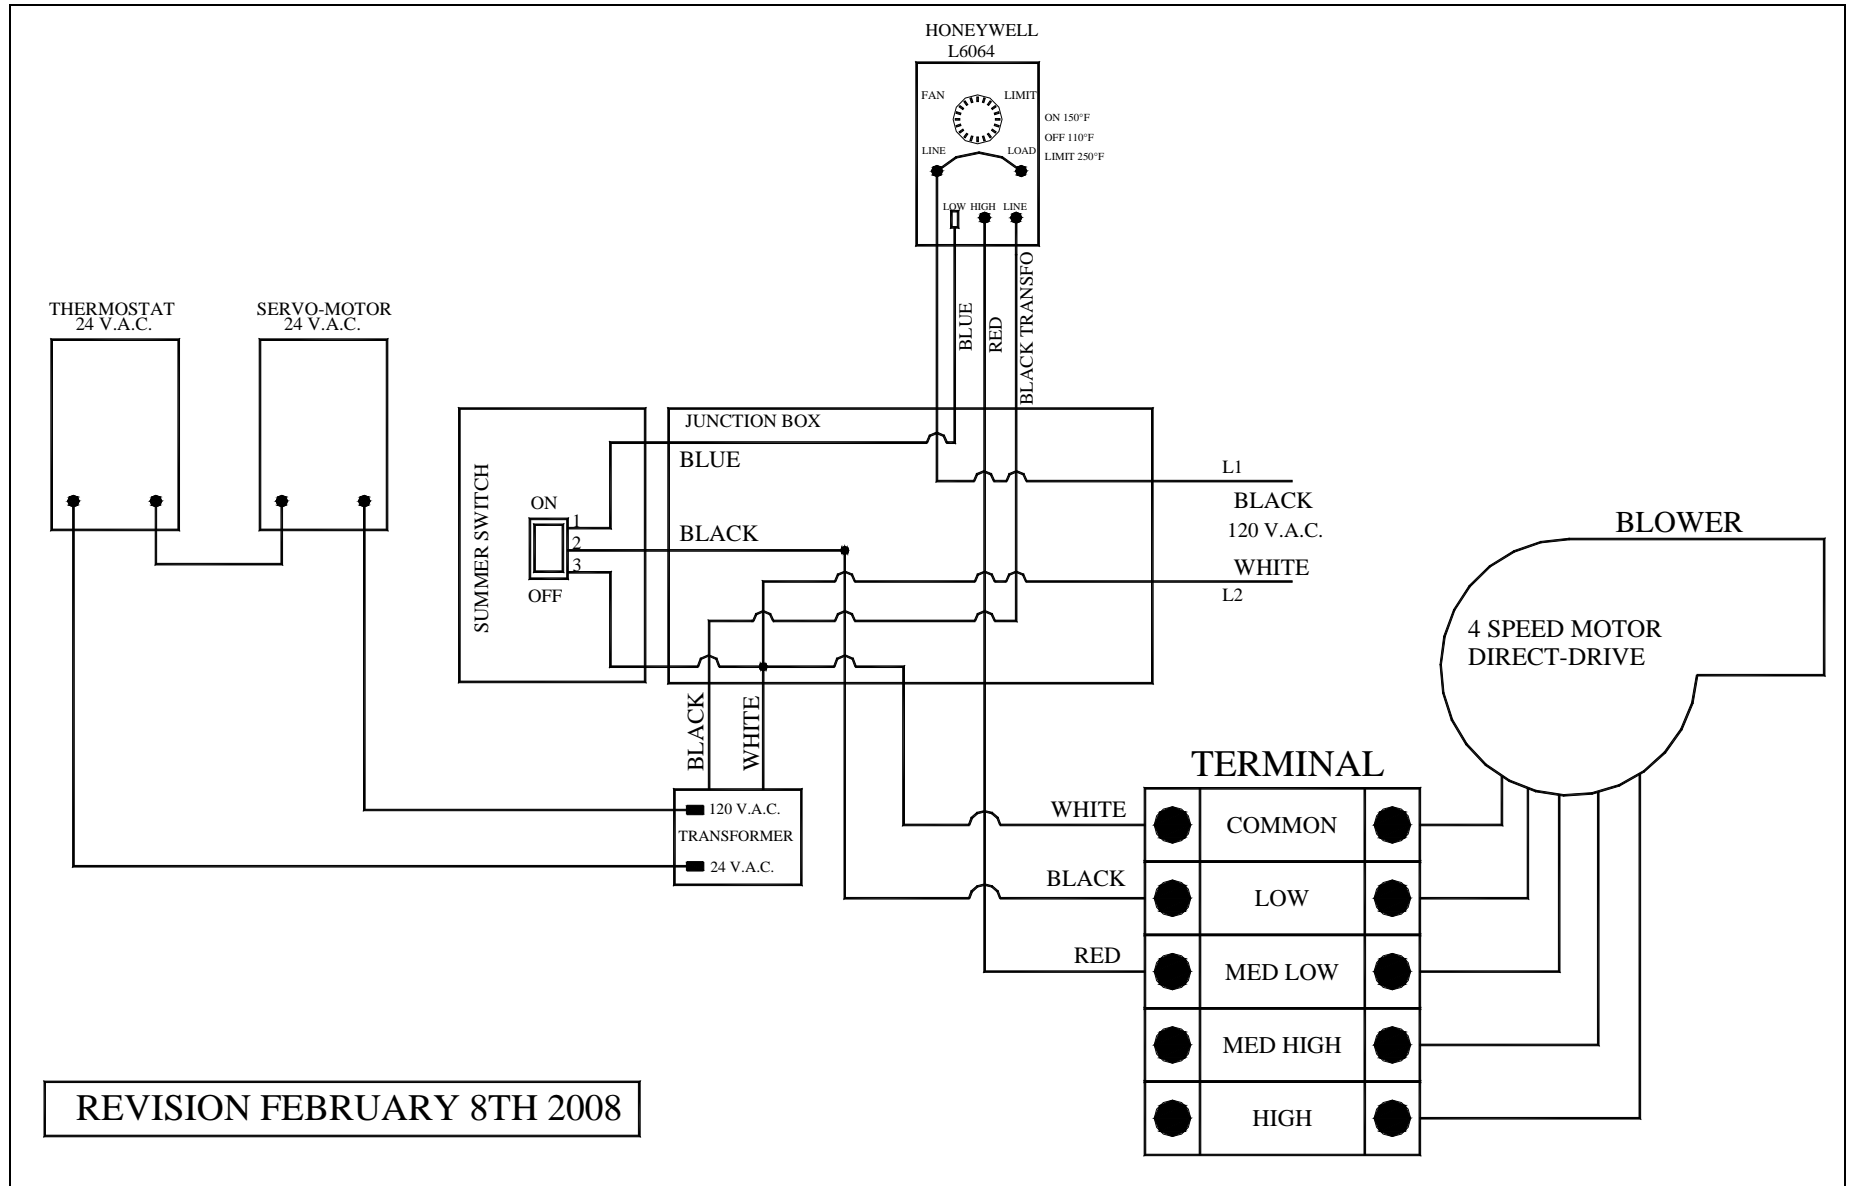 HONEYWELL
L6064
FAN
LIMIT
ON 150°F
OFF 110°F
LIMIT 250°F
LINE
LOAD
LOW
HIGH
LINE
BLUE
RED
BLACK TRANSFO
THERMOSTAT
24 V.A.C.
SERVO-MOTOR
24 V.A.C.
SUMMER SWITCH
ON
1
2
3
OFF
JUNCTION BOX
BLUE
BLACK
L1
BLACK
120 V.A.C.
WHITE
L2
BLACK
WHITE
120 V.A.C.
TRANSFORMER
24 V.A.C.
BLOWER
4 SPEED MOTOR
DIRECT-DRIVE
TERMINAL
WHITE
COMMON
BLACK
LOW
RED
MED LOW
MED HIGH
HIGH
REVISION FEBRUARY 8TH 2008